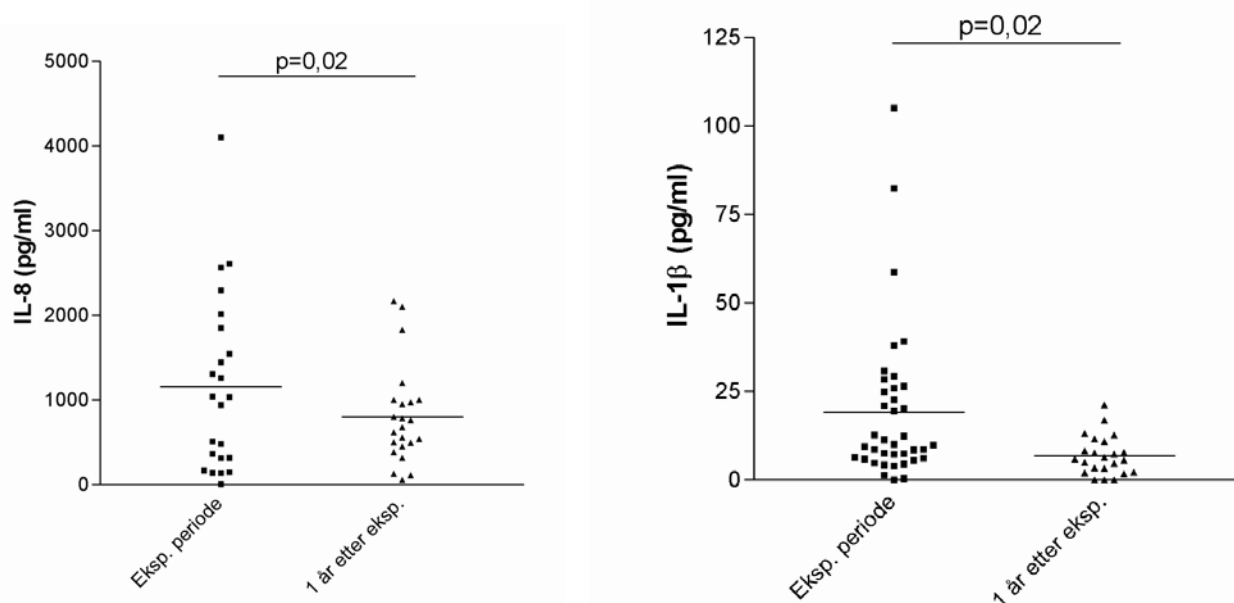 p=0,02
5000
4000
3000
2000
1000
0
IL-8 (pg/ml)
Eksp. periode
1 år etter eksp.
p=0,02
125
100
75
50
25
0
IL-1β (pg/ml)
Eksp. periode
1 år etter eksp.